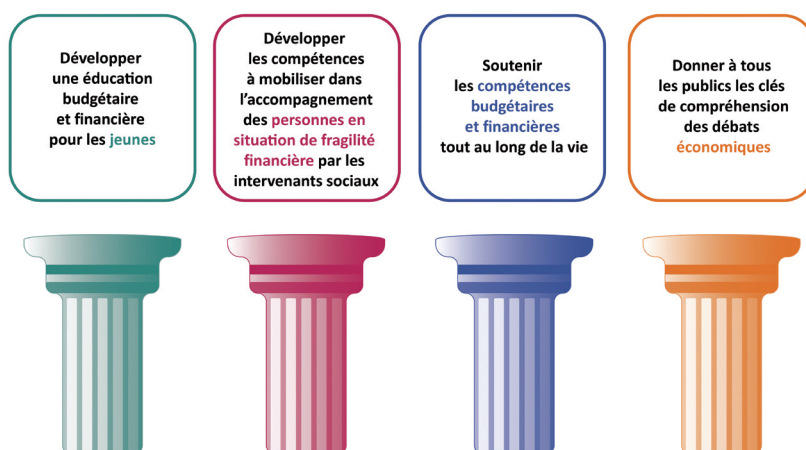 Développer
une éducation
budgétaire
et financière
pour les jeunes
Développer
les compétences
à mobiliser dans
l'accompagnement
des personnes en
situation de fragilité
financière par les
intervenants sociaux
Soutenir
les compétences
budgétaires
et financières
tout au long de la vie
Donner à tous
les publics les clés
de compréhension
des débats
économiques